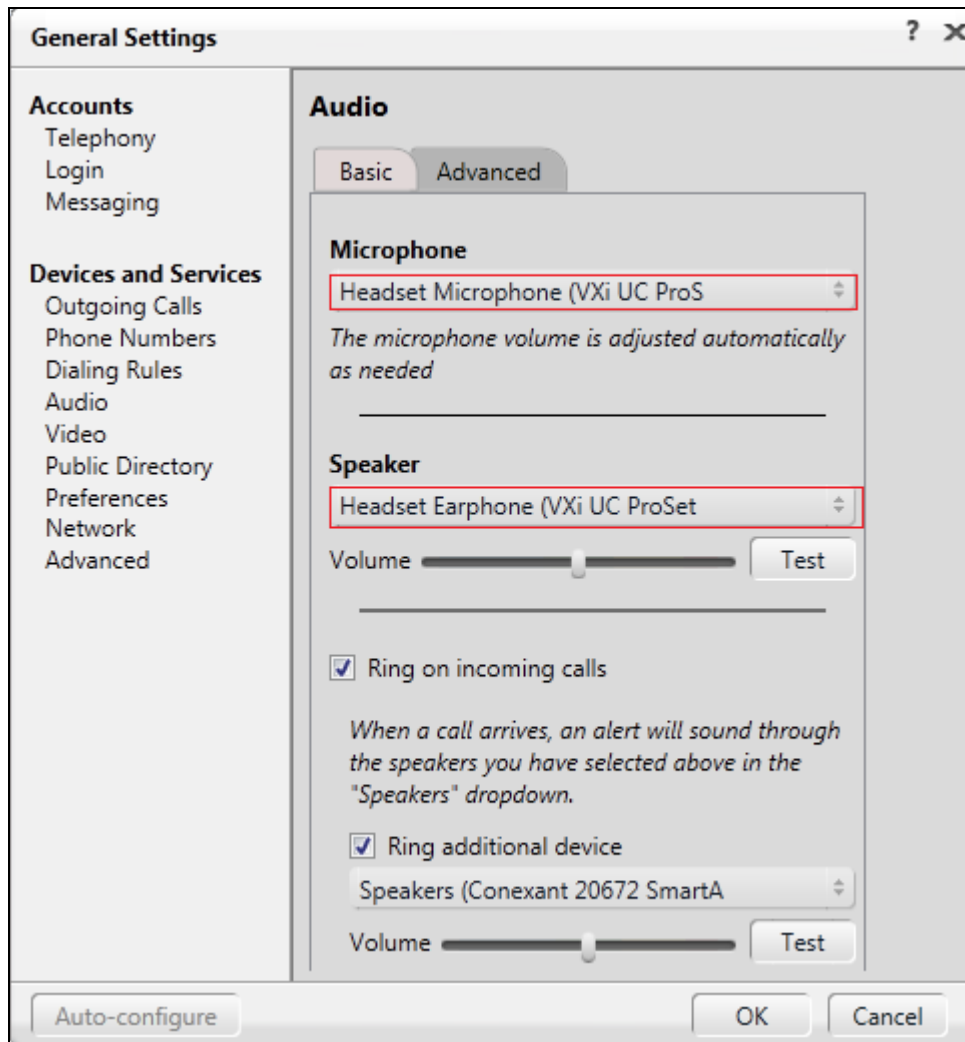 General Settings
? ×
Accounts
Telephony
Login
Messaging
Devices and Services
Outgoing Calls
Phone Numbers
Dialing Rules
Audio
Video
Public Directory
Preferences
Network
Advanced
Audio
Basic Advanced
Microphone
Headset Microphone (VXi UC ProS
The microphone volume is adjusted automatically
as needed
Speaker
Headset Earphone (VXi UC ProSet
Volume Test
Ring on incoming calls
When a call arrives, an alert will sound through
the speakers you have selected above in the
"Speakers" dropdown.
Ring additional device
Speakers (Conexant 20672 SmartA
Volume Test
Auto-configure OK Cancel